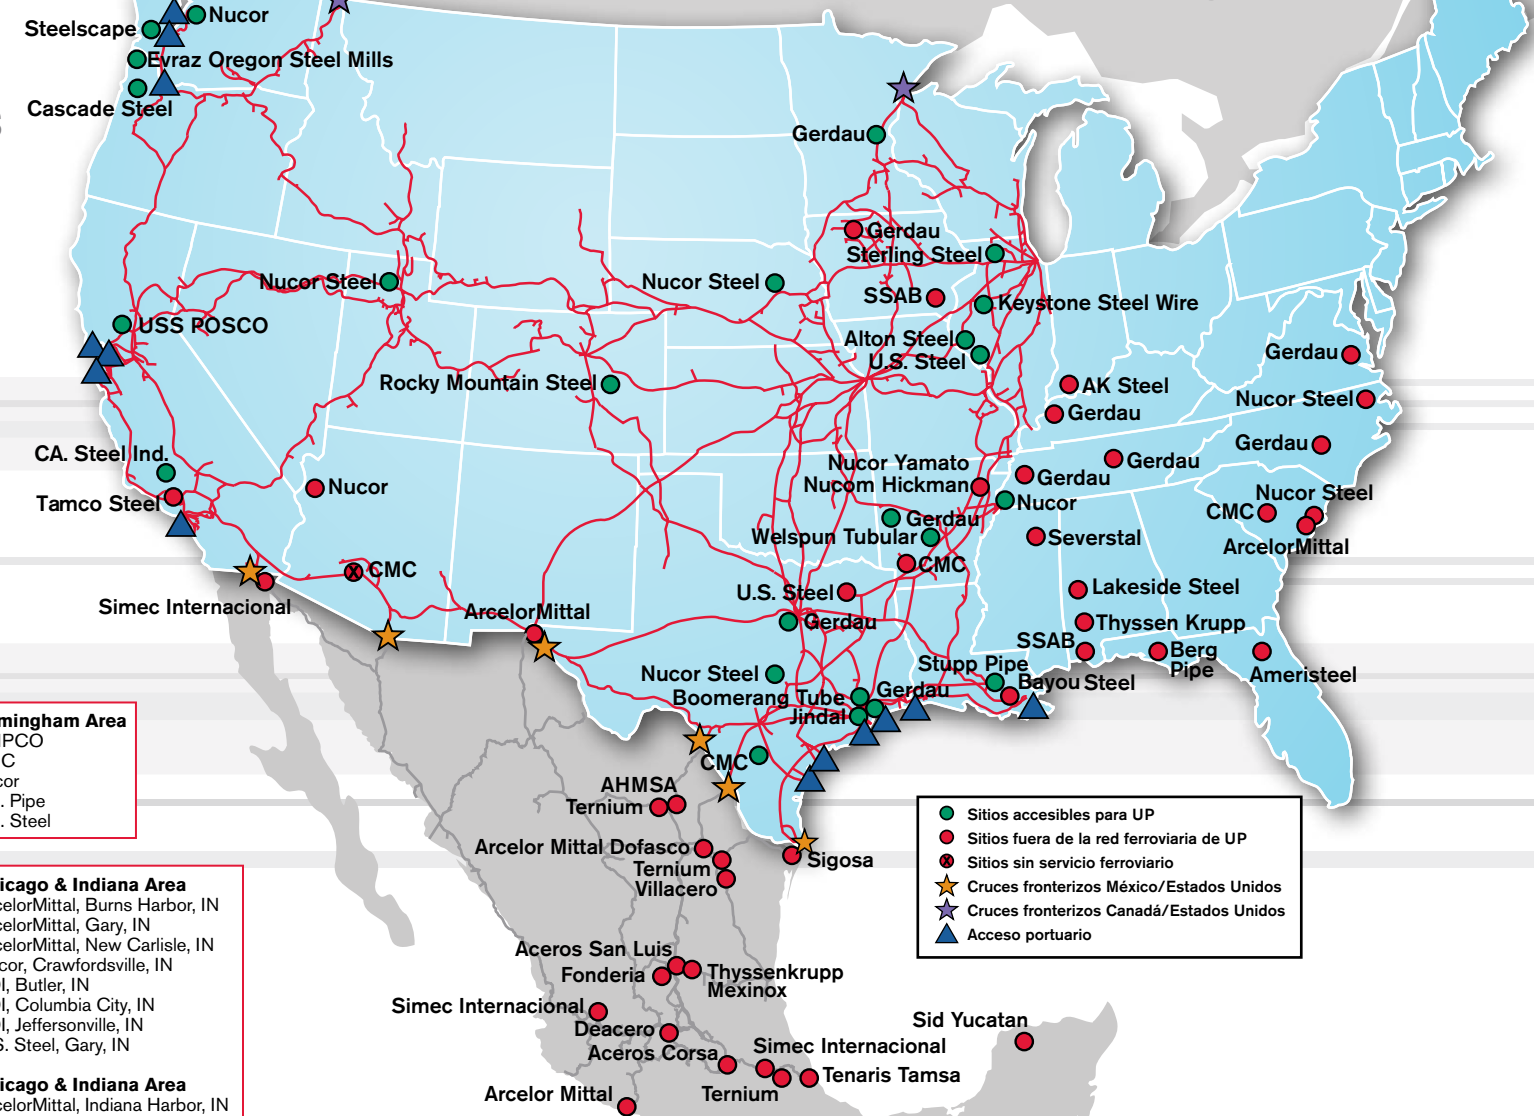 Nucor
Steelscape
Evraz Oregon Steel Mills
Cascade Steel
Gerdau
Gerdau
Sterling Steel
Nucor Steel
Nucor Steel
SSAB
Keystone Steel Wire
USS POSCO
Alton Steel
U.S. Steel
Gerdau
Rocky Mountain Steel
AK Steel
Nucor Steel
Gerdau
Gerdau
CA. Steel Ind.
Gerdau
Nucor Yamato
Nucom Hickman
Gerdau
Nucor
Tamco Steel
Nucor
Nucor Steel
CMC
Gerdau
Welspun Tubular
Severstal
ArcelorMittal
CMC
CMC
U.S. Steel
Lakeside Steel
Simec Internacional
ArcelorMittal
Gerdau
Thyssen Krupp
SSAB
Berg
Pipe
Stupp Pipe
Nucor Steel
Bayou Steel
Ameristeel
Boomerang Tube
Gerdau
Jindal
CMC
AHMSA
Ternium
Arcelor Mittal Dofasco
Ternium
Villacero
Sigosa
Aceros San Luis
Fonderia
Thyssenkrupp
Mexinox
Simec Internacional
Deacero
Aceros Corsa
Simec Internacional
Sid Yucatan
Tenaris Tamsa
Ternium
Arcelor Mittal
Sitios accesibles para UP
Sitios fuera de la red ferroviaria de UP
Sitios sin servicio ferroviario
Cruces fronterizos México/Estados Unidos
Cruces fronterizos Canadá/Estados Unidos
Acceso portuario
Area
Pipe
Steel
& Indiana Area
Burns Harbor, IN
Gary, IN
New Carlisle, IN
Crawfordsville, IN
Butler, IN
Columbia City, IN
Jeffersonville, IN
Steel, Gary, IN
& Indiana Area
Indiana Harbor, IN